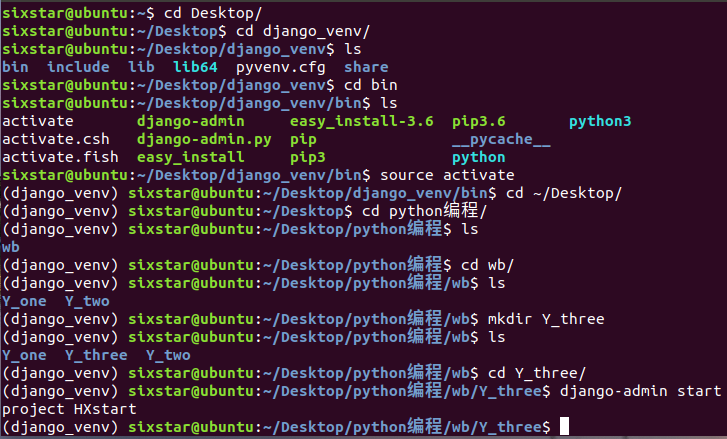 sixstar@ubuntu:~$ cd Desktop/
sixstar@ubuntu:~/Desktop$ cd django_venv/
sixstar@ubuntu:~/Desktop/django_venv$ ls
bin  include  lib  lib64  pyvenv.cfg  share
sixstar@ubuntu:~/Desktop/django_venv$ cd bin
sixstar@ubuntu:~/Desktop/django_venv/bin$ ls
activate       django-admin     easy_install-3.6  pip3.6       python3
activate.csh   django-admin.py  pip               __pycache__
activate.fish  easy_install     pip3              python
sixstar@ubuntu:~/Desktop/django_venv/bin$ source activate
(django_venv) sixstar@ubuntu:~/Desktop/django_venv/bin$ cd ~/Desktop/
(django_venv) sixstar@ubuntu:~/Desktop$ cd python编程/
(django_venv) sixstar@ubuntu:~/Desktop/python编程$ ls
wb
(django_venv) sixstar@ubuntu:~/Desktop/python编程$ cd wb/
(django_venv) sixstar@ubuntu:~/Desktop/python编程/wb$ ls
Y_one  Y_two
(django_venv) sixstar@ubuntu:~/Desktop/python编程/wb$ mkdir Y_three
(django_venv) sixstar@ubuntu:~/Desktop/python编程/wb$ ls
Y_one  Y_three  Y_two
(django_venv) sixstar@ubuntu:~/Desktop/python编程/wb$ cd Y_three/
(django_venv) sixstar@ubuntu:~/Desktop/python编程/wb/Y_three$ django-admin start
project HXstart
(django_venv) sixstar@ubuntu:~/Desktop/python编程/wb/Y_three$